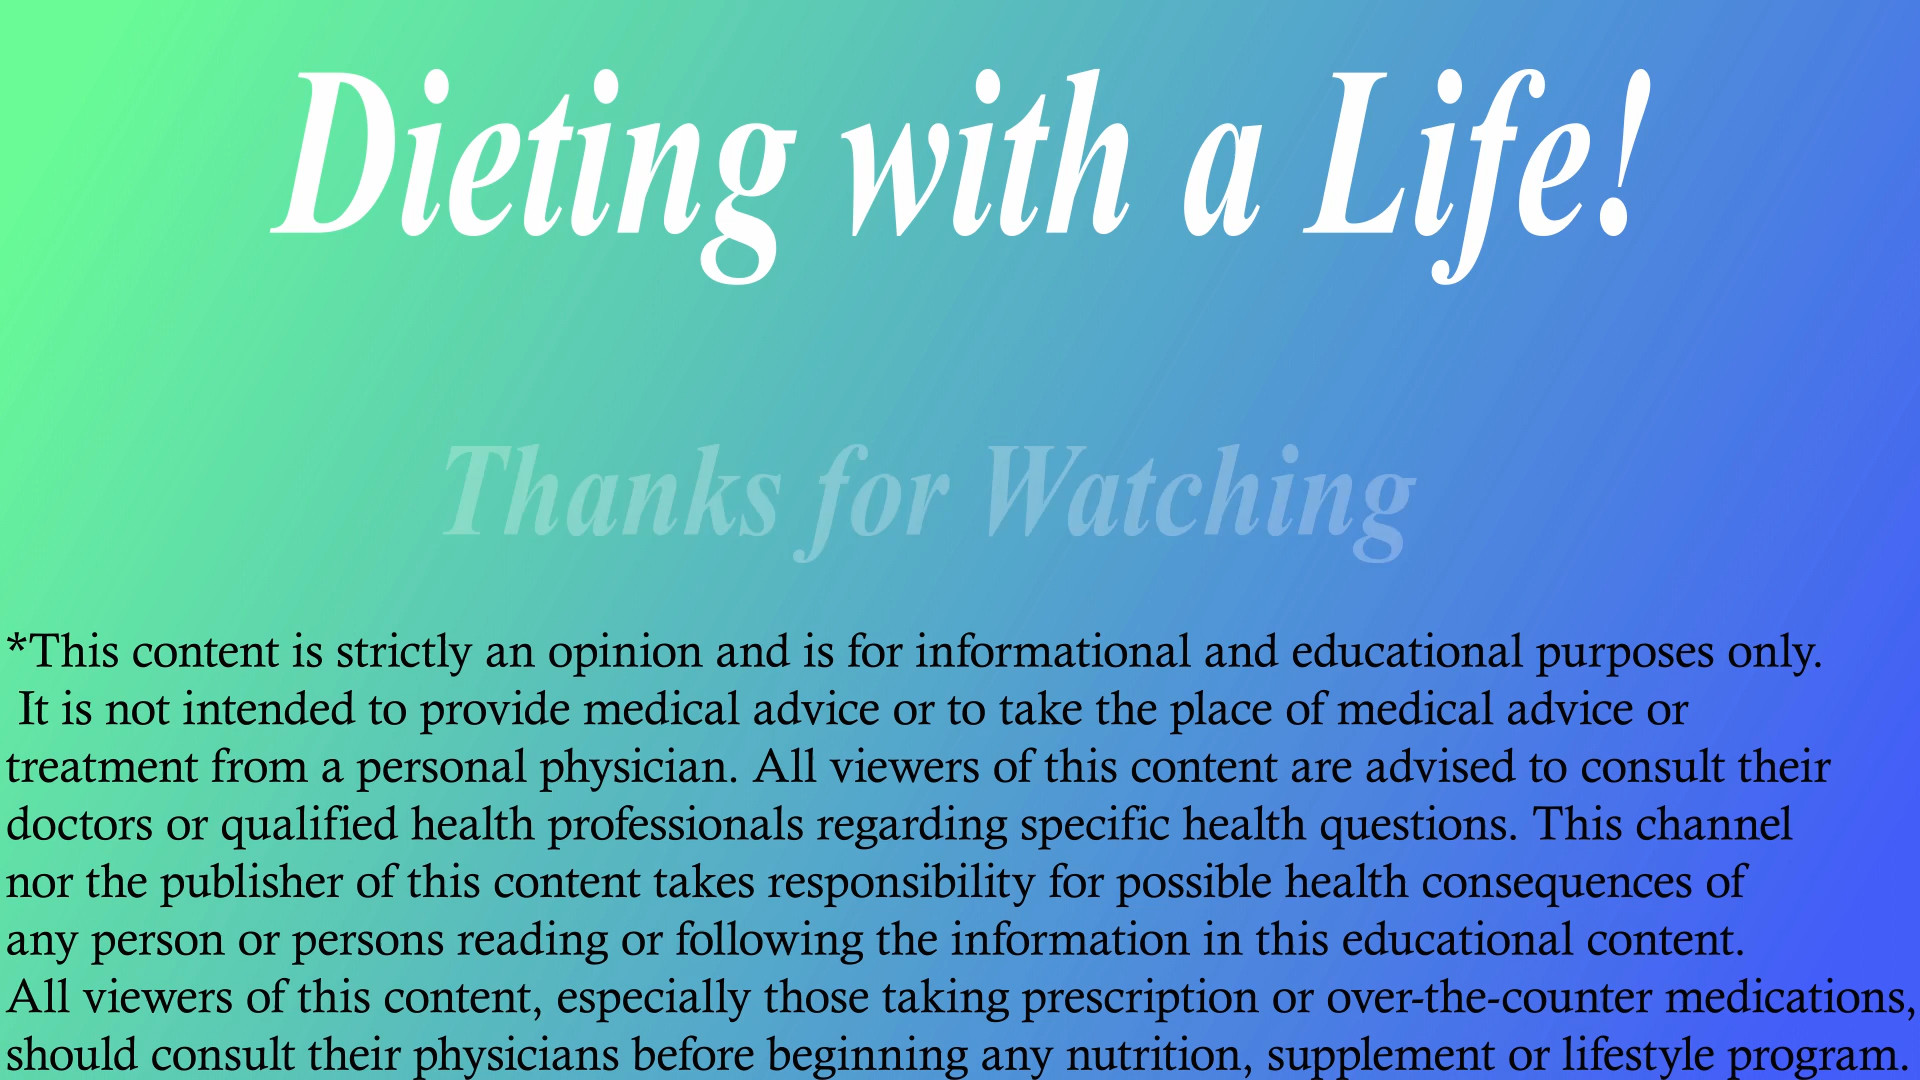 Dieting with a Life!
Thanks for Watching
*This content is strictly an opinion and is for informational and educational purposes only.
It is not intended to provide medical advice or to take the place of medical advice or
treatment from a personal physician. All viewers of this content are advised to consult their
doctors or qualified health professionals regarding specific health questions. This channel
nor the publisher of this content takes responsibility for possible health consequences of
any person or persons reading or following the information in this educational content.
All viewers of this content, especially those taking prescription or over-the-counter medications,
should consult their physicians before beginning any nutrition, supplement or lifestyle program.